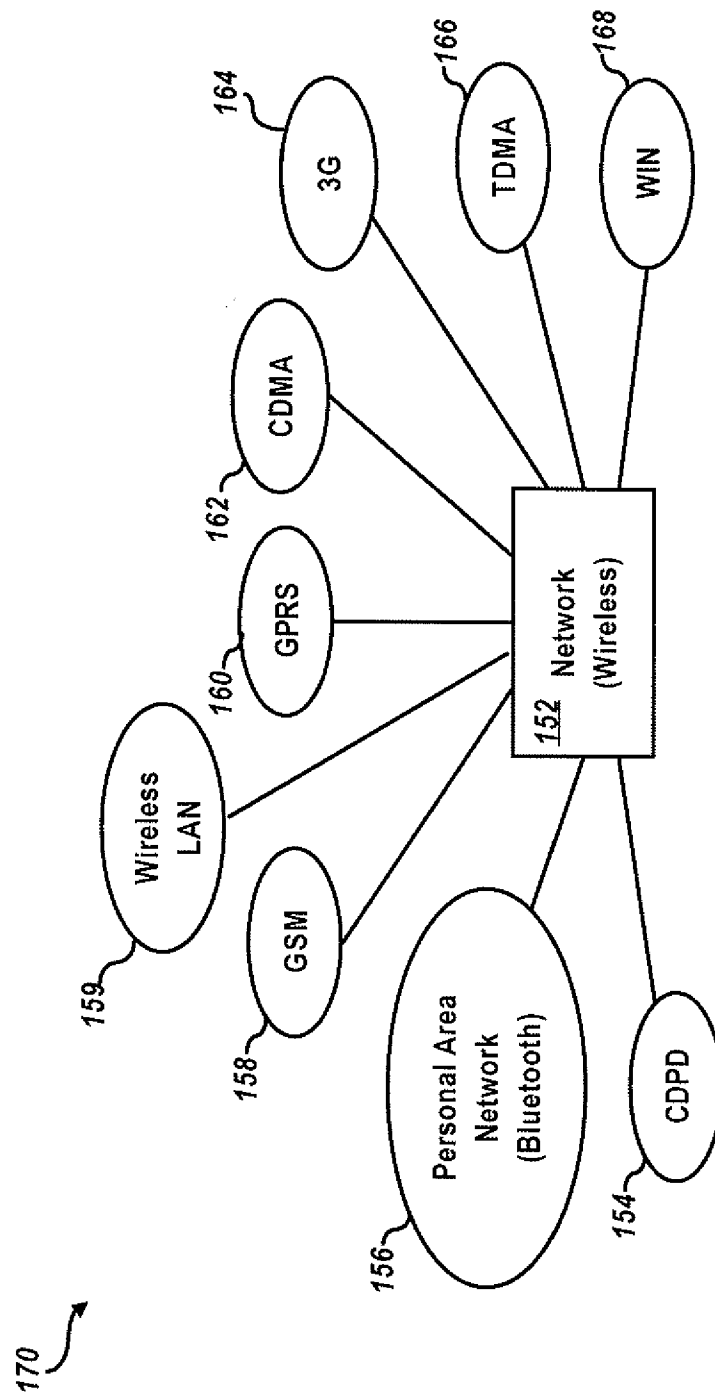 170
159
Wireless
LAN
158
GSM
160
GPRS
162
CDMA
164
3G
166
TDMA
168
WIN
156
Personal Area
Network
(Bluetooth)
154
CDPD
152
Network
(Wireless)